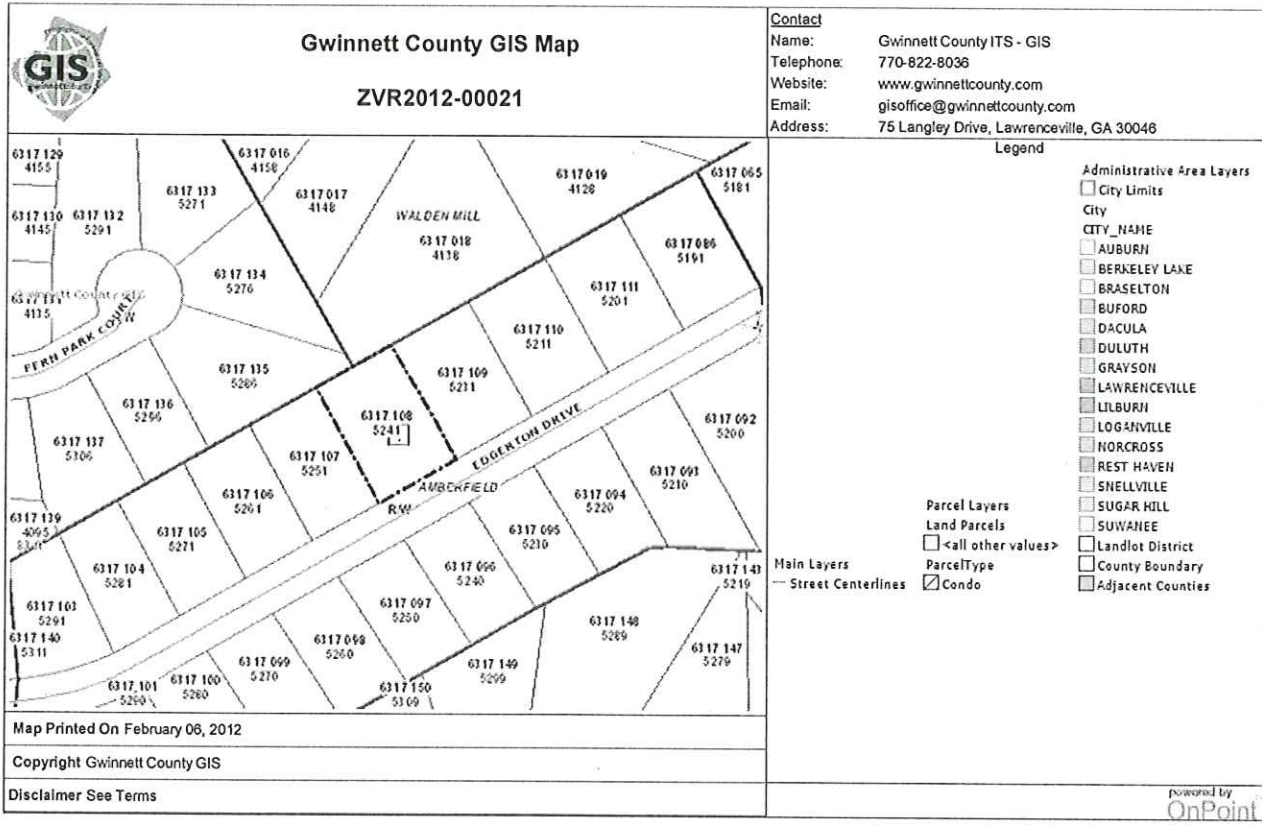 GIS
gwinnett county
Gwinnett County GIS Map
ZVR2012-00021
Contact
Name: Gwinnett County ITS - GIS
Telephone: 770-822-8036
Website: www.gwinnettcounty.com
Email: gisoffice@gwinnettcounty.com
Address: 75 Langley Drive, Lawrenceville, GA 30046
6317 129
4155
6317 130
4145
6317 132
5291
6317 133
5271
6317 016
4158
6317 017
4148
WALDEN MILL
6317 018
4138
6317 019
4128
6317 065
5181
6317 086
5191
6317 134
5276
Gwinnett County GIS
4135
FERN PARK COURT
6317 111
5201
6317 110
5211
6317 109
5231
6317 135
5286
6317 136
5296
6317 137
5306
6317 108
5241
EDGERTON DRIVE
6317 092
5200
6317 107
5251
AMBERFIELD
R/W
6317 093
5210
6317 106
5261
6317 094
5220
6317 139
4095
6317 105
5271
6317 095
5230
6317 104
5281
6317 096
5240
6317 143
5219
6317 103
5291
6317 097
5250
6317 148
5289
6317 140
5311
6317 098
5260
6317 147
5279
6317 099
5270
6317 149
5299
6317 101
5290
6317 100
5280
6317 150
5309
Legend
Main Layers
Street Centerlines
Parcel Layers
Land Parcels
<all other values>
ParcelType
Condo
Administrative Area Layers
City Limits
City
CITY_NAME
AUBURN
BERKELEY LAKE
BRASELTON
BUFORD
DACULA
DULUTH
GRAYSON
LAWRENCEVILLE
LILBURN
LOGANVILLE
NORCROSS
REST HAVEN
SNELLVILLE
SUGAR HILL
SUWANEE
Landlot District
County Boundary
Adjacent Counties
Map Printed On February 06, 2012
Copyright Gwinnett County GIS
Disclaimer See Terms
powered by
OnPoint